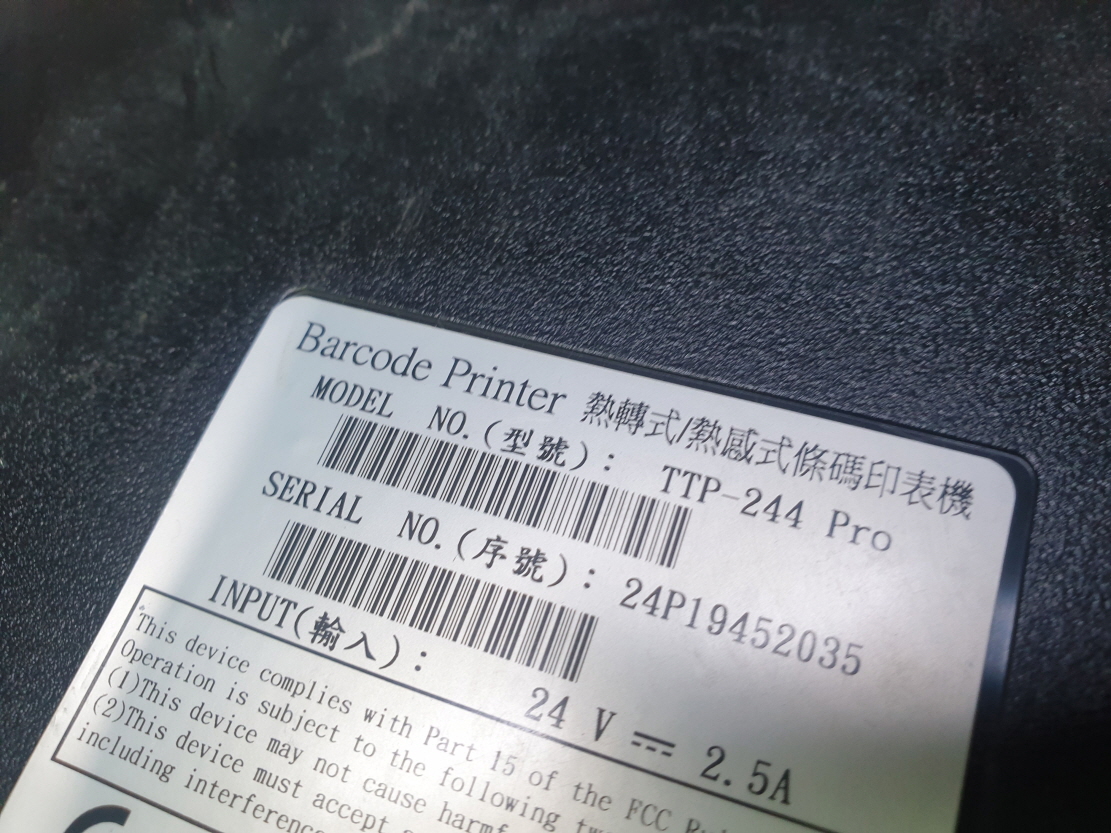 Barcode Printer 熱轉式/熱感式條碼印表機
MODEL NO.(型號): TTP-244 Pro
SERIAL NO.(序號): 24P19452035
INPUT(輸入): 24 V 2.5A
*This device complies with Part 15 of the FCC
Operation is subject to the following
(1)This device may not cause
(2)This device must accept
including